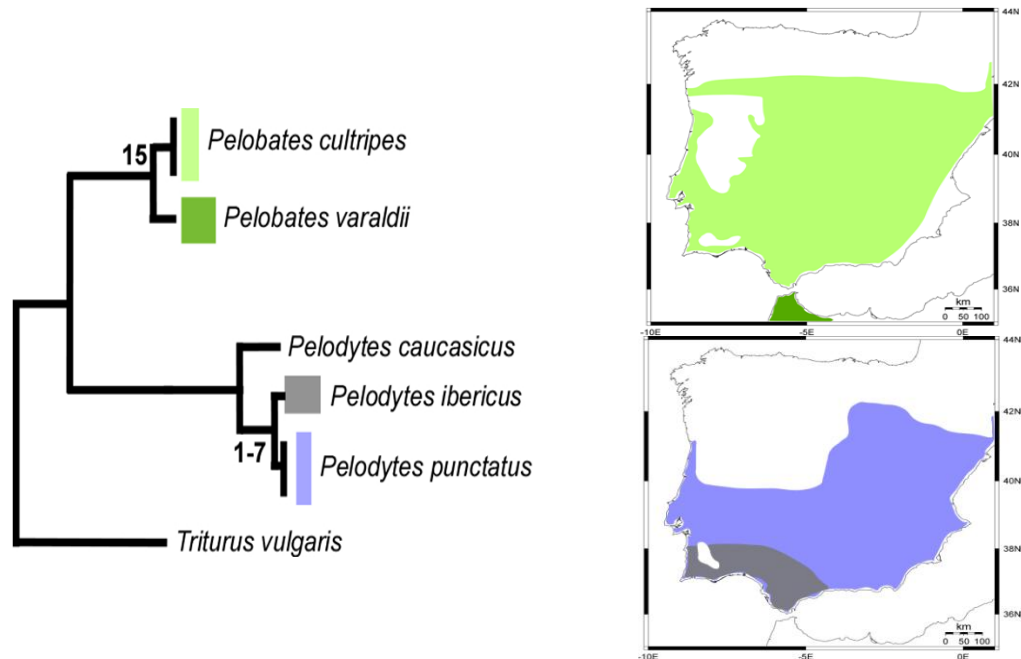 15
Pelobates cultripes
Pelobates varaldii
Pelodytes caucasicus
Pelodytes ibericus
1-7
Pelodytes punctatus
Triturus vulgaris
44N
42N
40N
38N
36N
km
0 50 100
-10E
-5E
0E
44N
42N
40N
38N
36N
km
0 50 100
-10E
-5E
0E